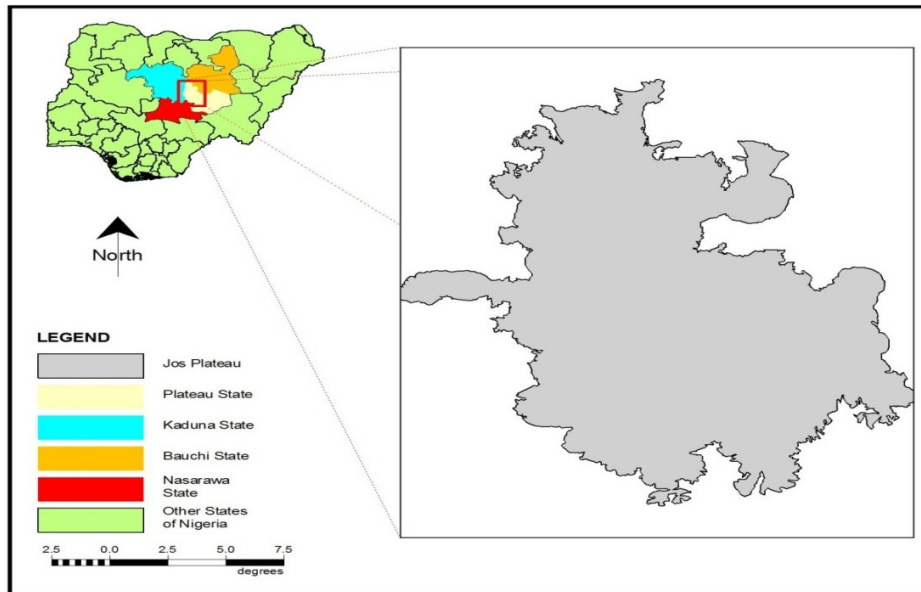 North
LEGEND
Jos Plateau
Plateau State
Kaduna State
Bauchi State
Nasarawa
State
Other States
of Nigeria
2.5 0.0 2.5 5.0 7.5
degrees